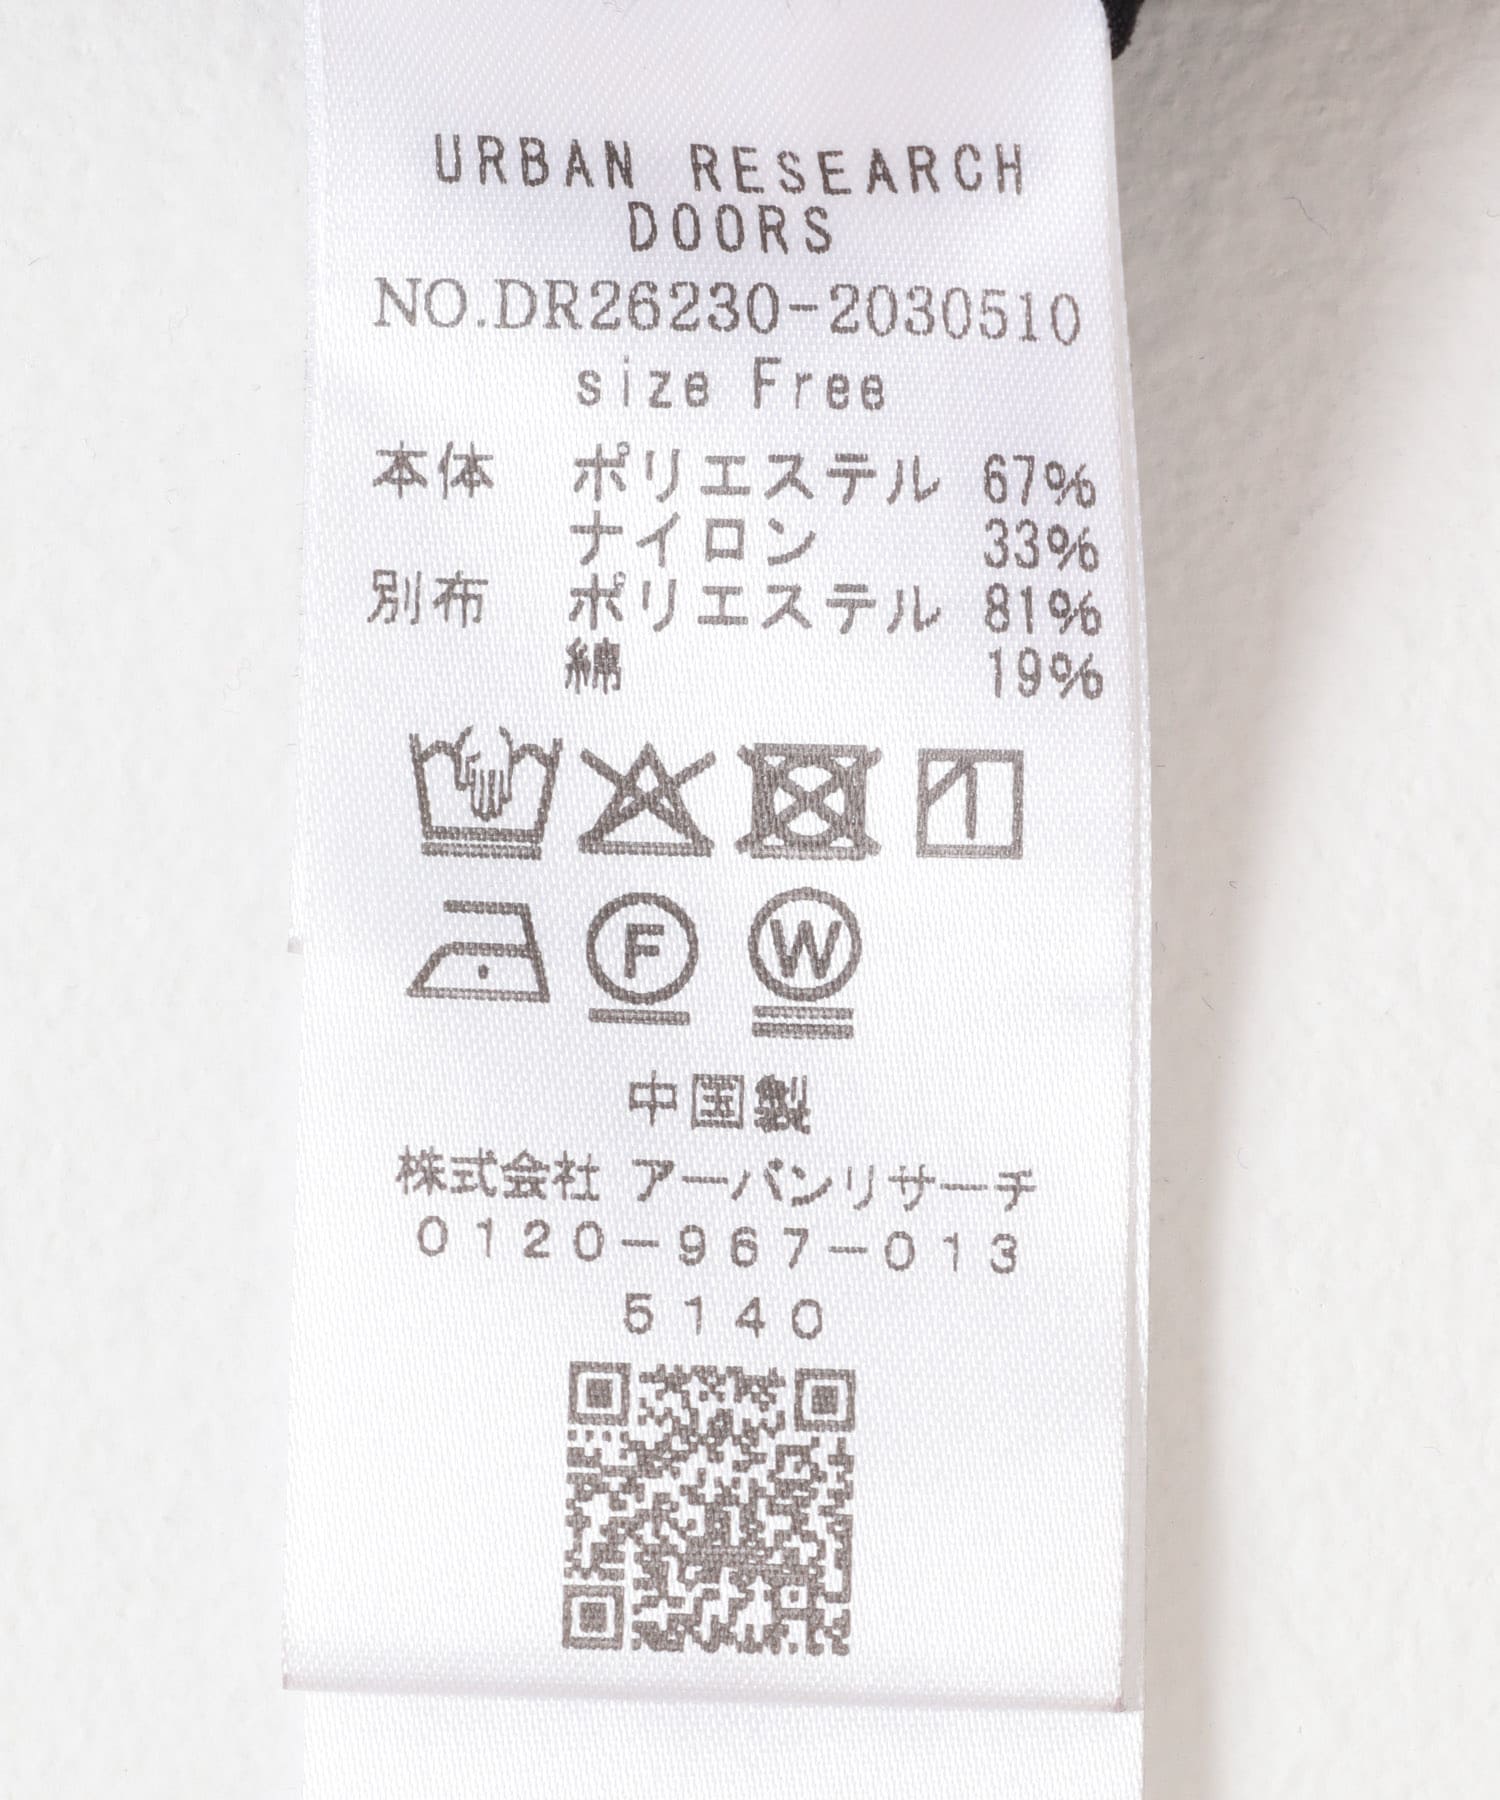 URBAN RESEARCH
DOORS
NO.DR26230-2030510
size Free
本体 ポリエステル 67%
ナイロン 33%
別布 ポリエステル 81%
綿 19%
F W
中国製
株式会社 アーバンリサーチ
0120-967-013
5140